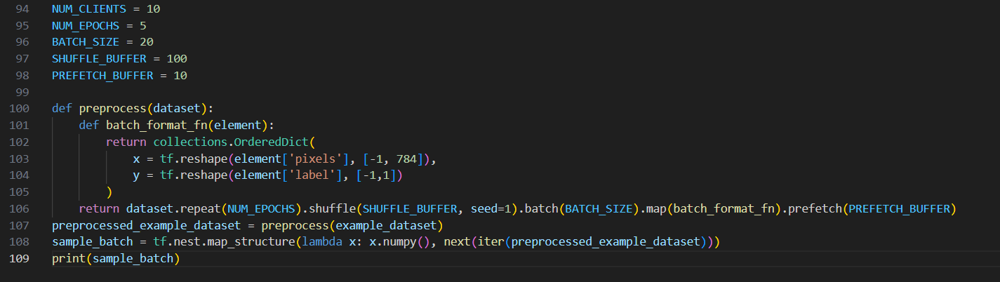 94 NUM_CLIENTS = 10
95 NUM_EPOCHS = 5
96 BATCH_SIZE = 20
97 SHUFFLE_BUFFER = 100
98 PREFETCH_BUFFER = 10
99
100 def preprocess(dataset):
101     def batch_format_fn(element):
102         return collections.OrderedDict(
103             x = tf.reshape(element['pixels'], [-1, 784]),
104             y = tf.reshape(element['label'], [-1,1])
105         )
106     return dataset.repeat(NUM_EPOCHS).shuffle(SHUFFLE_BUFFER, seed=1).batch(BATCH_SIZE).map(batch_format_fn).prefetch(PREFETCH_BUFFER)
107 preprocessed_example_dataset = preprocess(example_dataset)
108 sample_batch = tf.nest.map_structure(lambda x: x.numpy(), next(iter(preprocessed_example_dataset)))
109 print(sample_batch)